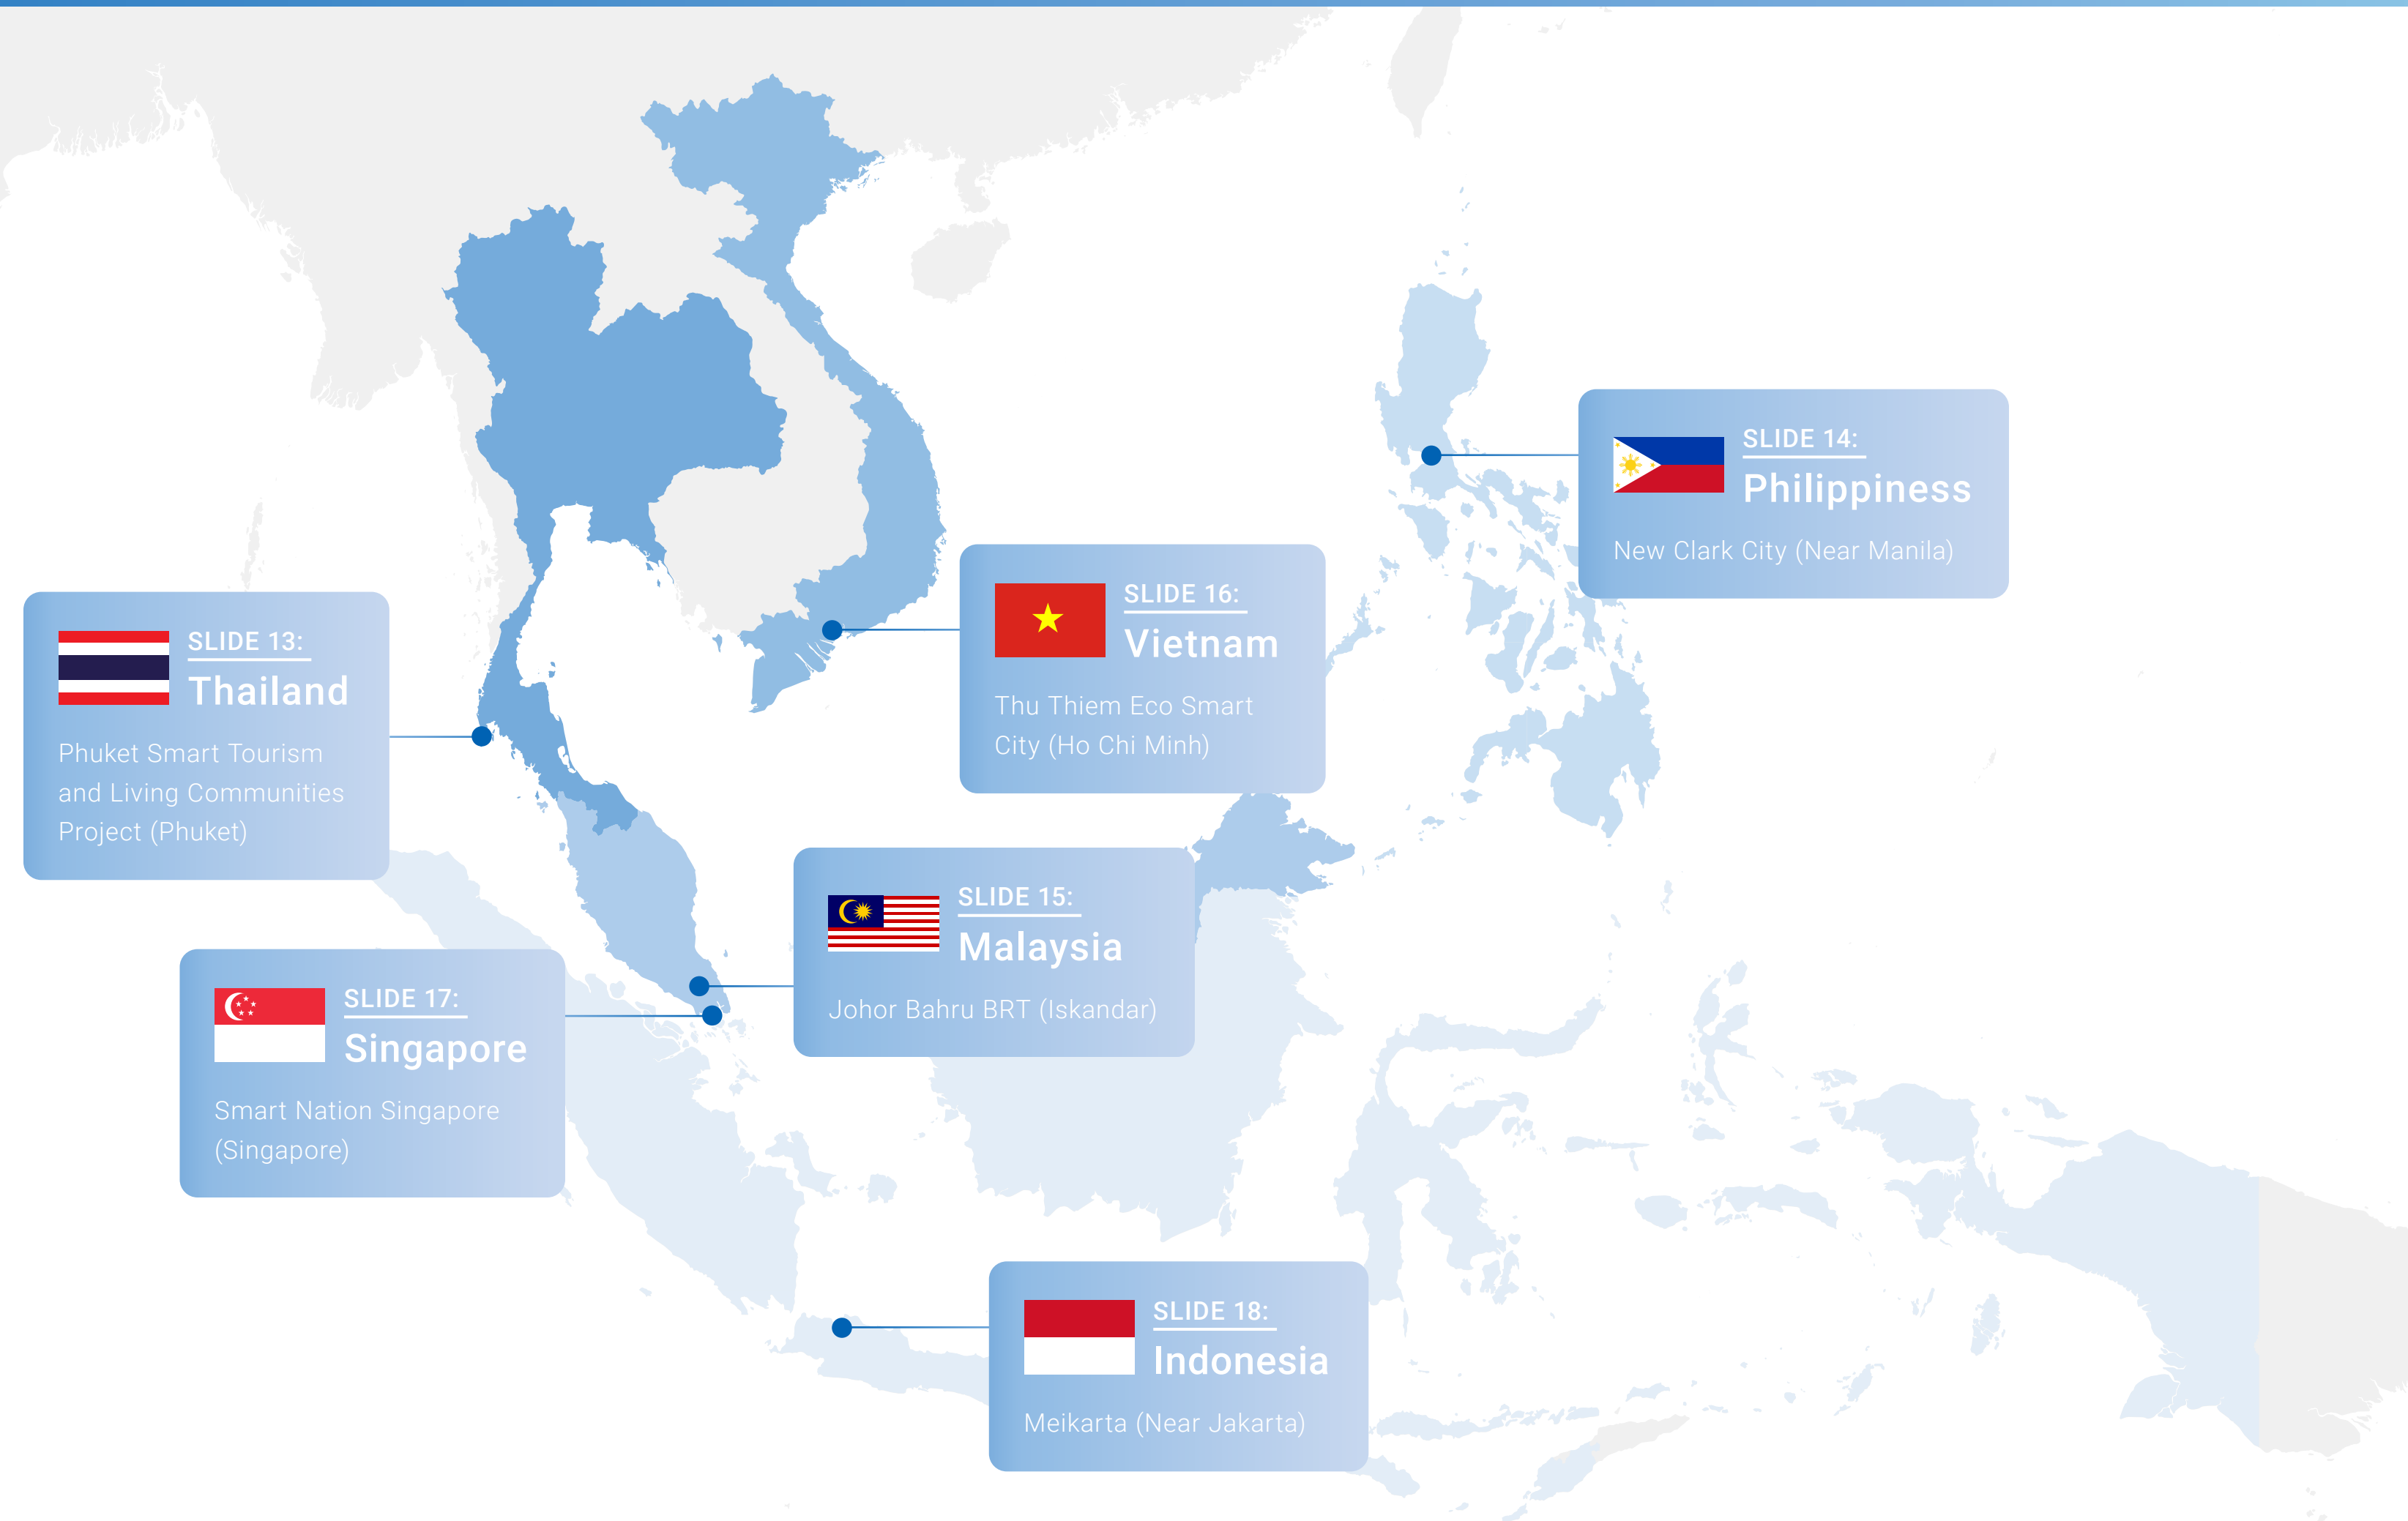 SLIDE 14:
Philippiness
New Clark City (Near Manila)
SLIDE 16:
Vietnam
Thu Thiem Eco Smart
City (Ho Chi Minh)
SLIDE 13:
Thailand
Phuket Smart Tourism
and Living Communities
Project (Phuket)
SLIDE 15:
Malaysia
Johor Bahru BRT (Iskandar)
SLIDE 17:
Singapore
Smart Nation Singapore
(Singapore)
SLIDE 18:
Indonesia
Meikarta (Near Jakarta)